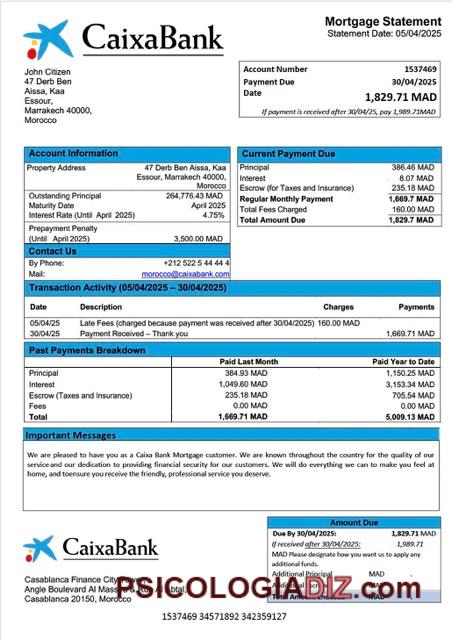 CaixaBank
Mortgage Statement
Statement Date: 05/04/2025
John Citizen
47 Derb Ben
Aissa, Kaa
Essour,
Marrakech 40000,
Morocco
Account Number 1537469
Payment Due 30/04/2025
Date 1,829.71 MAD
If payment is received after 30/04/25, pay 1,989.71MAD
Account Information
Property Address 47 Derb Ben Aissa, Kaa
Essour, Marrakech 40000,
Morocco
Outstanding Principal 264,776.43 MAD
Maturity Date April 2025
Interest Rate (Until April 2025) 4.75%
Prepayment Penalty
(Until April 2025) 3,500.00 MAD
Contact Us
By Phone: +212 522 5 44 44 4
Mail: morocco@caixabank.com
Current Payment Due
Principal 386.46 MAD
Interest 8.07 MAD
Escrow (for Taxes and Insurance) 235.18 MAD
Regular Monthly Payment 1,669.7 MAD
Total Fees Charged 160.00 MAD
Total Amount Due 1,829.7 MAD
Transaction Activity (05/04/2025 – 30/04/2025)
Date Description Charges Payments
05/04/25 Late Fees (charged because payment was received after 30/04/2025) 160.00 MAD
30/04/25 Payment Received – Thank you 1,669.71 MAD
Past Payments Breakdown
Paid Last Month Paid Year to Date
Principal 384.93 MAD 1,150.25 MAD
Interest 1,049.60 MAD 3,153.34 MAD
Escrow (Taxes and Insurance) 235.18 MAD 705.54 MAD
Fees 0.00 MAD 0.00 MAD
Total 1,669.71 MAD 5,009.13 MAD
Important Messages
We are pleased to have you as a Caixa Bank Mortgage customer. We are known throughout the country for the quality of our
service and our dedication to providing financial security for our customers. We will do everything we can to make you feel at
home, and toensure you receive the friendly, professional service you deserve.
CaixaBank
Casablanca Finance City Tower
Angle Boulevard Al Massira
Casablanca 20150, Morocco
Amount Due
Due By 30/04/2025: 1,829.71 MAD
If received after 30/04/2025: 1,989.71
MAD Please designate how you want us to apply any
additional funds.
Additional Principal MAD
Additional MAD
Total
PSICOLOGIADIZ.com
1537469 34571892 342359127